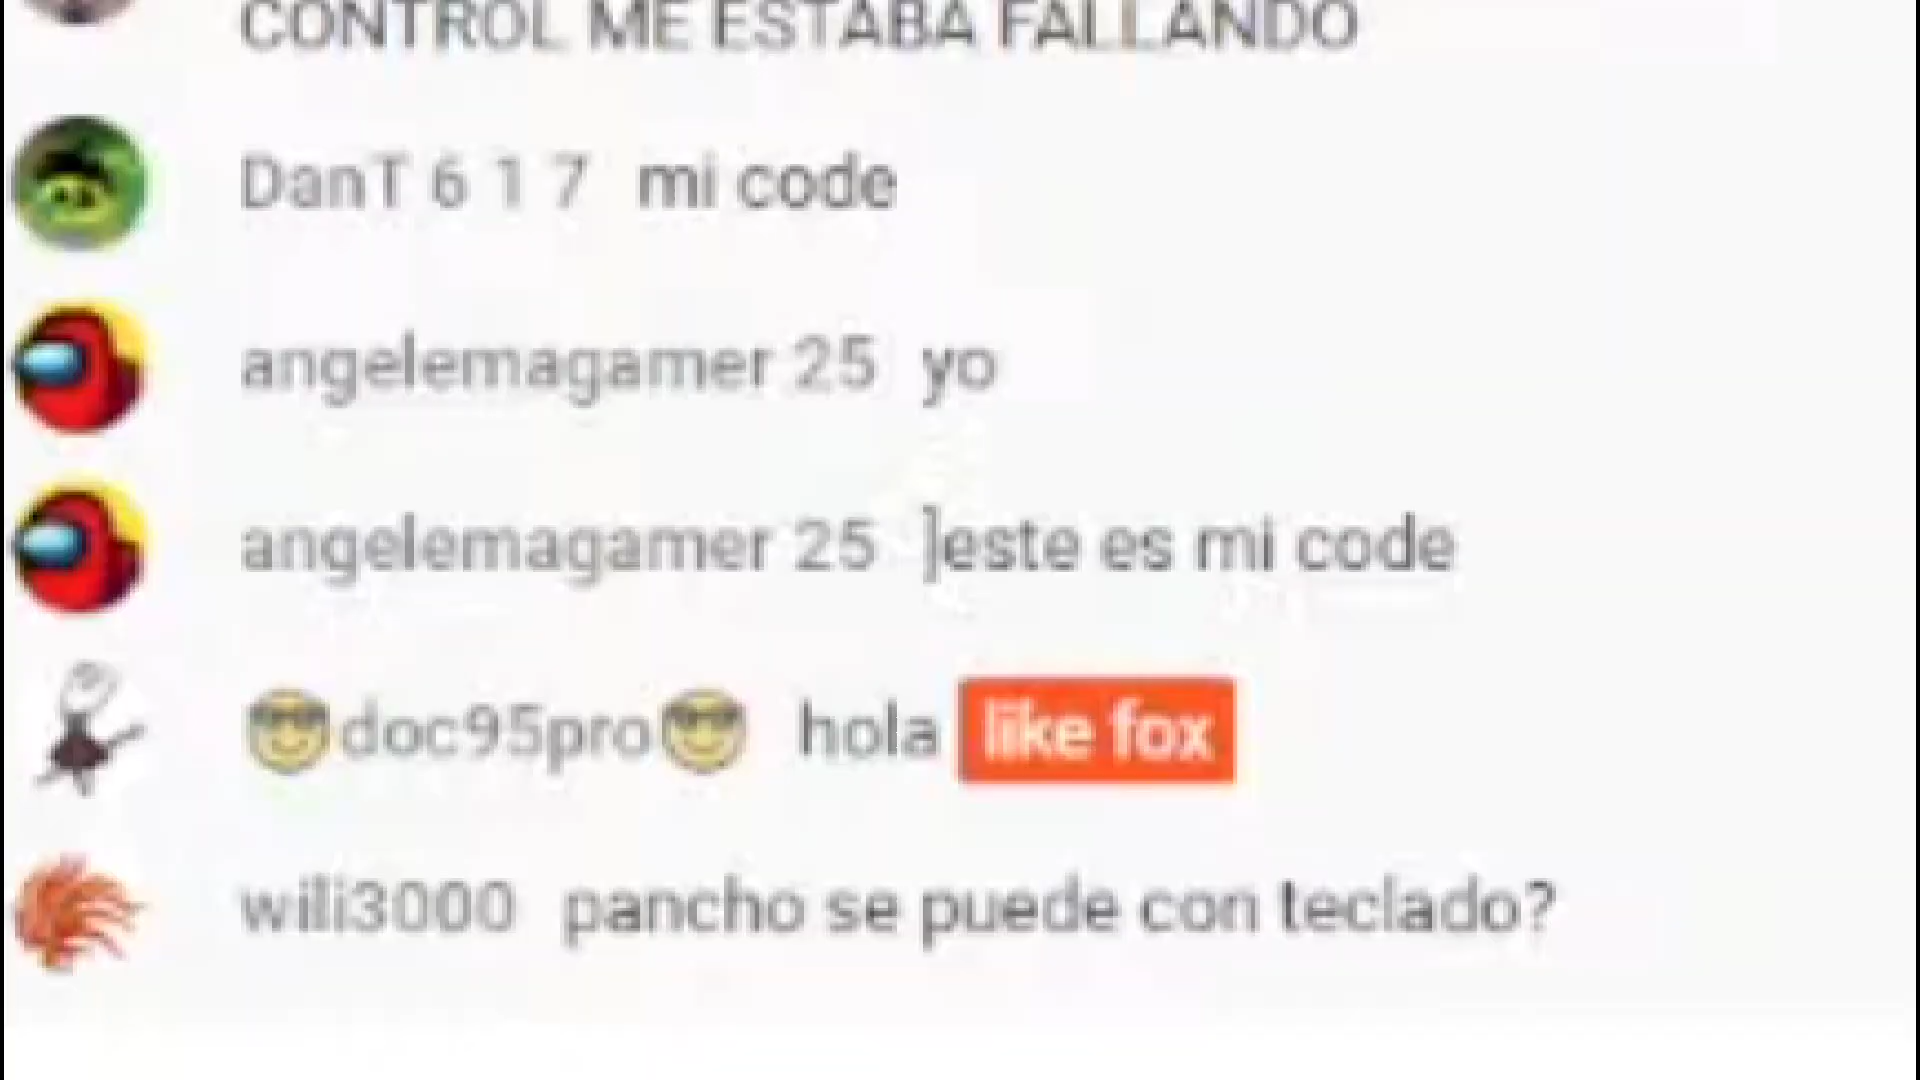 CONTROL ME ESTABA FALLANDO
DanT 6 1 7 mi code
angelemagamer 25 yo
angelemagamer 25 ]este es mi code
😎doc95pro😎 hola like fox
wili3000 pancho se puede con teclado?